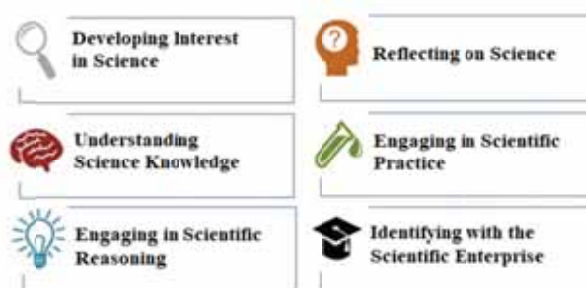 Developing Interest
in Science
Reflecting on Science
Understanding
Science Knowledge
Engaging in Scientific
Practice
Engaging in Scientific
Reasoning
Identifying with the
Scientific Enterprise
?